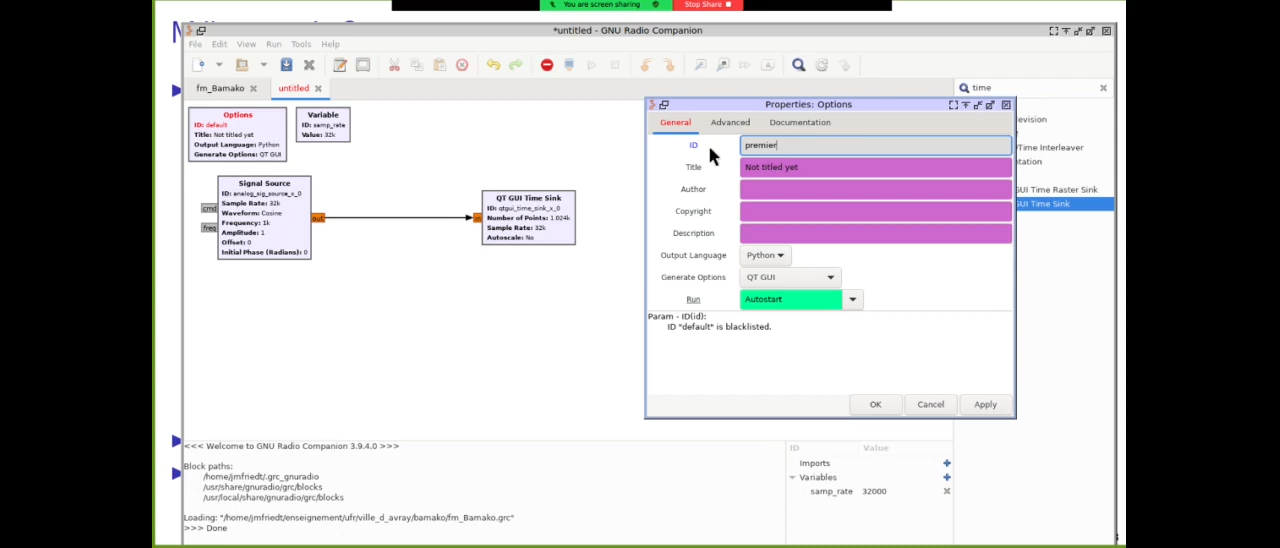 You are screen sharing
Stop Share
*untitled - GNU Radio Companion
File Edit View Run Tools Help
fm_Bamako
untitled
time
Options
ID: default
Title: Not titled yet
Output Language: Python
Generate Options: QT GUI
Variable
ID: samp_rate
Value: 32k
Signal Source
ID: analog_sig_source_x_0
Sample Rate: 32k
Waveform: Cosine
Frequency: 1k
Amplitude: 1
Offset: 0
Initial Phase (Radians): 0
cmd
freq
out
in
QT GUI Time Sink
ID: qtgui_time_sink_x_0
Number of Points: 1.024k
Sample Rate: 32k
Autoscale: No
Properties: Options
General Advanced Documentation
ID premier
Title Not titled yet
Author
Copyright
Description
Output Language Python
Generate Options QT GUI
Run Autostart
Param - ID(id):
ID "default" is blacklisted.
OK Cancel Apply
evision
Time Interleaver
tation
GUI Time Raster Sink
GUI Time Sink
<<< Welcome to GNU Radio Companion 3.9.4.0 >>>
Block paths:
/home/jmfriedt/.grc_gnuradio
/usr/share/gnuradio/grc/blocks
/usr/local/share/gnuradio/grc/blocks
Loading: "/home/jmfriedt/enseignement/ufr/ville_d_avray/bamako/fm_Bamako.grc"
>>> Done
ID Value
Imports
Variables
samp_rate 32000